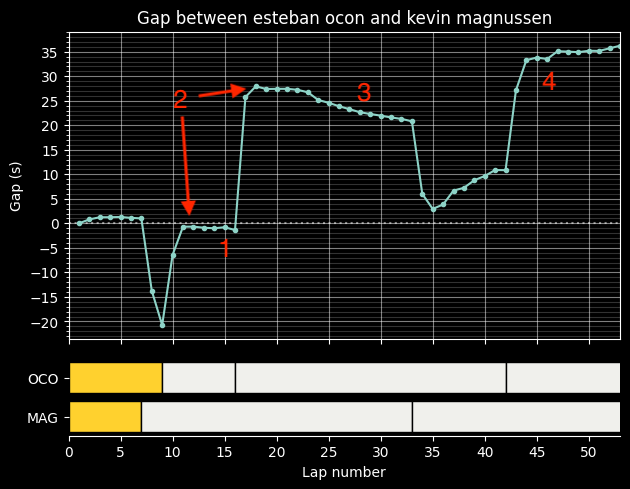 Gap between esteban ocon and kevin magnussen
Gap (s)
35
30
25
20
15
10
5
0
−5
−10
−15
−20
2
3
4
1
OCO
MAG
0 5 10 15 20 25 30 35 40 45 50
Lap number